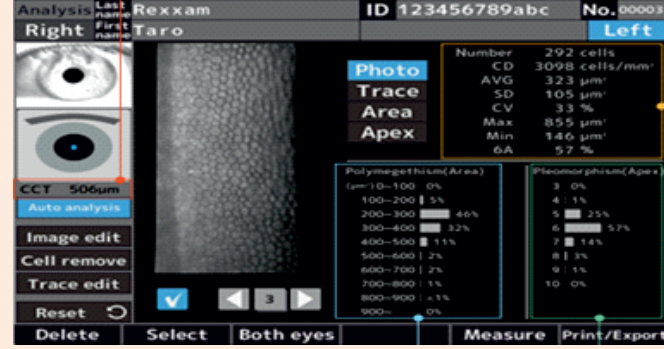 Analysis Last name Rexxam ID 123456789abc No. 00003
Right First name Taro Left
Photo
Trace
Area
Apex
Number 292 cells
CD 3098 cells/mm²
AVG 323 μm²
SD 105 μm²
CV 33 %
Max 855 μm²
Min 146 μm²
6A 57 %
CCT 506μm
Auto analysis
Image edit
Cell remove
Trace edit
Reset
3
Polymegethism(Area)
(μm²) 0~100 0%
100~200 5%
200~300 46%
300~400 32%
400~500 11%
500~600 2%
600~700 2%
700~800 1%
800~900 <1%
900~ 0%
Pleomorphism(Apex)
3 0%
4 1%
5 25%
6 57%
7 14%
8 3%
9 1%
10 0%
Delete Select Both eyes Measure Print/Export